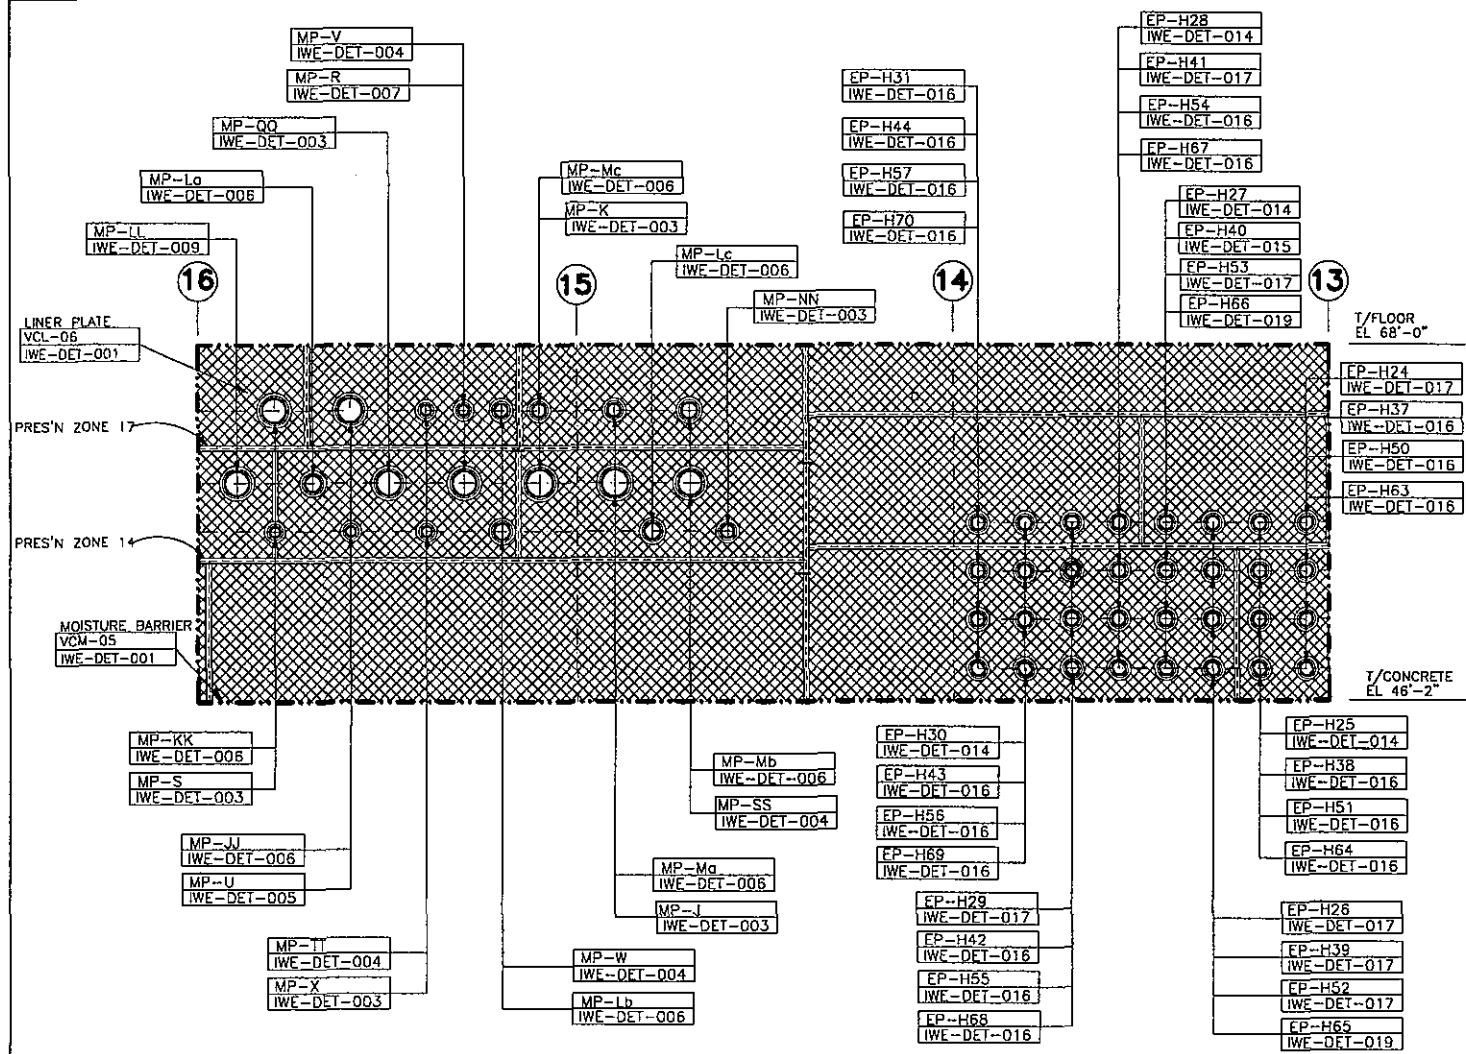 MP-V
IWE-DET-004
MP-R
IWE-DET-007
MP-QQ
IWE-DET-003
MP-La
IWE-DET-006
MP-LL
IWE-DET-009
MP-Mc
IWE-DET-006
MP-K
IWE-DET-003
MP-Lc
IWE-DET-006
MP-NN
IWE-DET-003
EP-H31
IWE-DET-016
EP-H44
IWE-DET-016
EP-H57
IWE-DET-016
EP-H70
IWE-DET-016
EP-H28
IWE-DET-014
EP-H41
IWE-DET-017
EP-H54
IWE-DET-016
EP-H67
IWE-DET-016
EP-H27
IWE-DET-014
EP-H40
IWE-DET-015
EP-H53
IWE-DET-017
EP-H66
IWE-DET-019
16
15
14
13
T/FLOOR
EL 68'-0"
LINER PLATE
VCL-06
IWE-DET-001
PRES'N ZONE 17
PRES'N ZONE 14
MOISTURE BARRIER
VCM-05
IWE-DET-001
EP-H24
IWE-DET-017
EP-H37
IWE-DET-016
EP-H50
IWE-DET-016
EP-H63
IWE-DET-016
T/CONCRETE
EL 46'-2"
MP-KK
IWE-DET-006
MP-S
IWE-DET-003
MP-JJ
IWE-DET-006
MP-U
IWE-DET-005
MP-TT
IWE-DET-004
MP-X
IWE-DET-003
MP-Mb
IWE-DET-006
MP-SS
IWE-DET-004
MP-Ma
IWE-DET-006
MP-J
IWE-DET-003
MP-W
IWE-DET-004
MP-Lb
IWE-DET-006
EP-H30
IWE-DET-014
EP-H43
IWE-DET-016
EP-H56
IWE-DET-016
EP-H69
IWE-DET-016
EP-H29
IWE-DET-017
EP-H42
IWE-DET-016
EP-H55
IWE-DET-016
EP-H68
IWE-DET-016
EP-H25
IWE-DET-014
EP-H38
IWE-DET-016
EP-H51
IWE-DET-016
EP-H64
IWE-DET-016
EP-H26
IWE-DET-017
EP-H39
IWE-DET-017
EP-H52
IWE-DET-017
EP-H65
IWE-DET-019